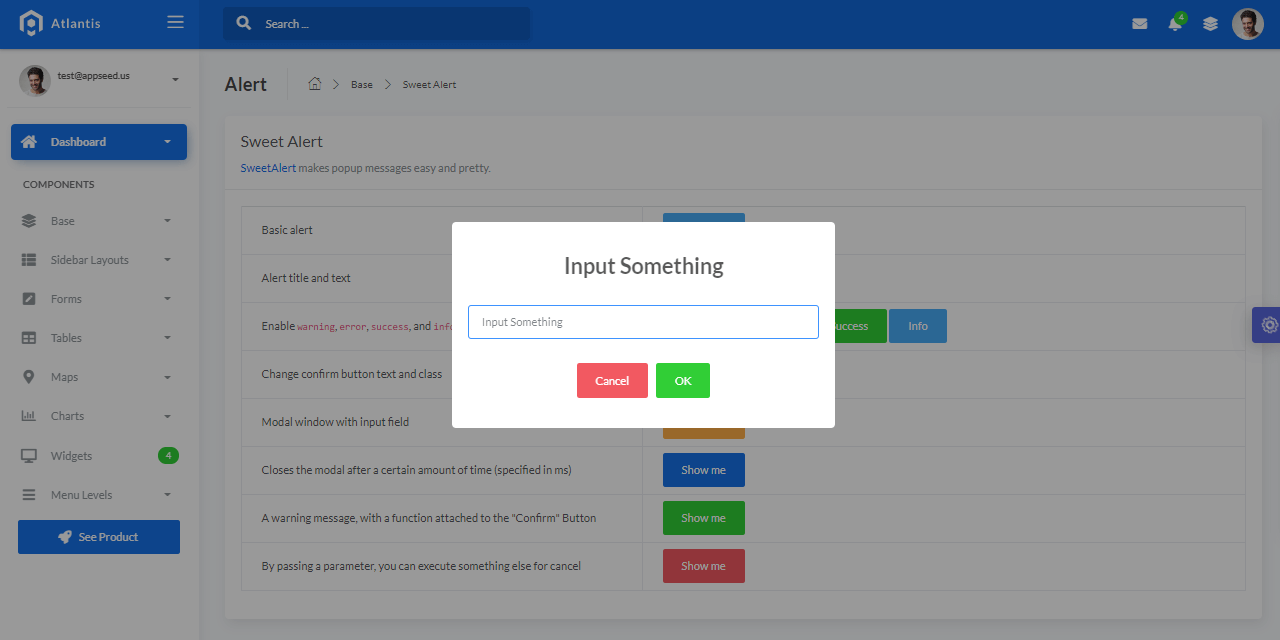 Atlantis
Search ...
4
test@appseed.us
Alert
Base
Sweet Alert
Dashboard
COMPONENTS
Base
Sidebar Layouts
Forms
Tables
Maps
Charts
Widgets
4
Menu Levels
See Product
Sweet Alert
SweetAlert makes popup messages easy and pretty.
Basic alert
Alert title and text
Enable warning, error, success, and
Info
Change confirm button text and class
Modal window with input field
Closes the modal after a certain amount of time (specified in ms)
Show me
A warning message, with a function attached to the "Confirm" Button
Show me
By passing a parameter, you can execute something else for cancel
Show me
Input Something
Input Something
Cancel
OK